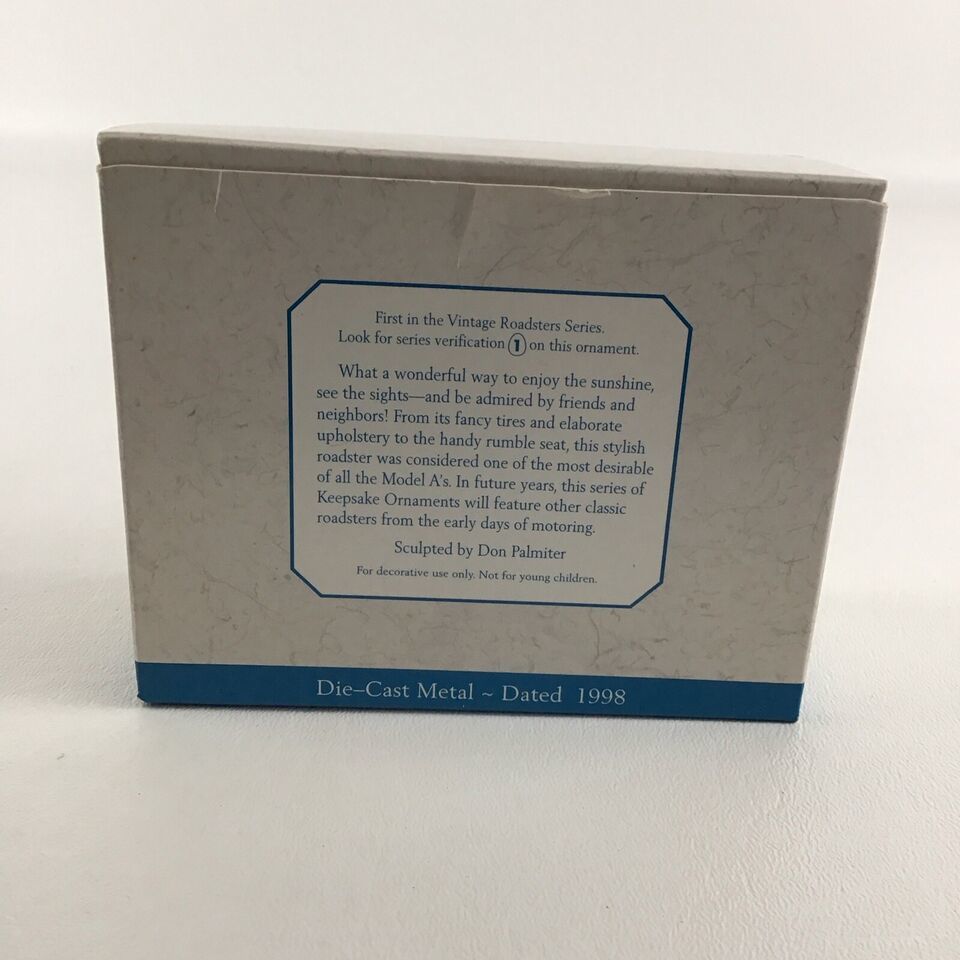 First in the Vintage Roadsters Series.
Look for series verification 1 on this ornament.
What a wonderful way to enjoy the sunshine,
see the sights—and be admired by friends and
neighbors! From its fancy tires and elaborate
upholstery to the handy rumble seat, this stylish
roadster was considered one of the most desirable
of all the Model A's. In future years, this series of
Keepsake Ornaments will feature other classic
roadsters from the early days of motoring.
Sculpted by Don Palmiter
For decorative use only. Not for young children.
Die–Cast Metal ~ Dated 1998